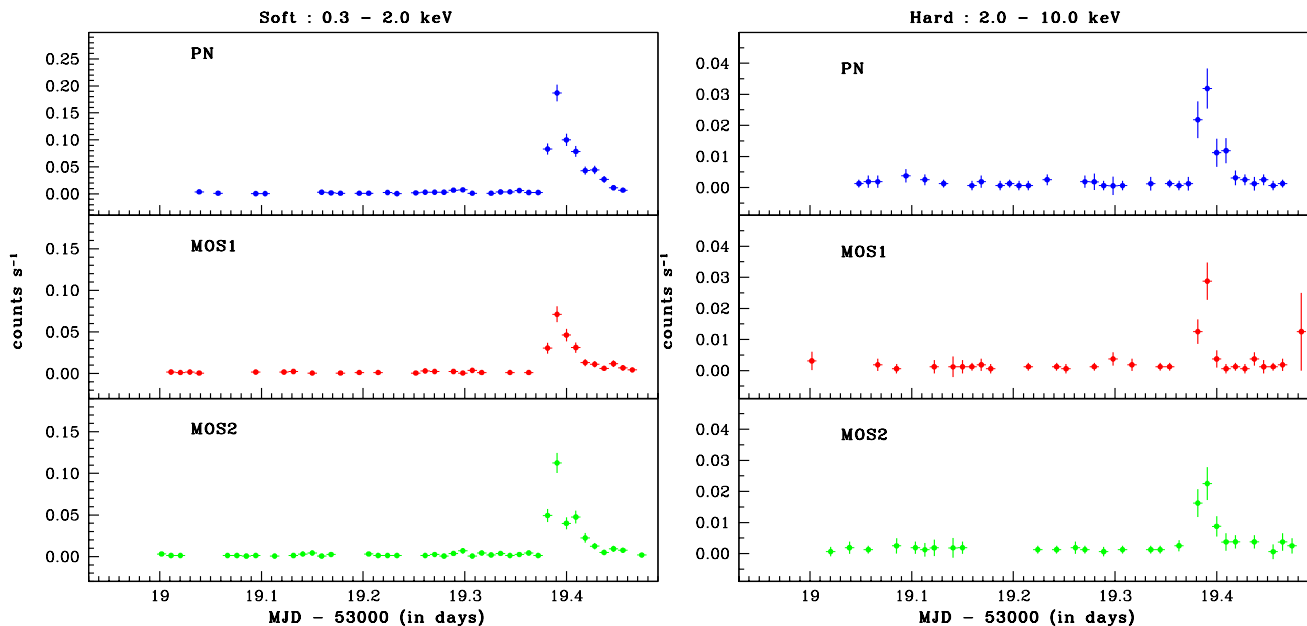 Soft : 0.3 – 2.0 keV
PN
0.25
0.20
0.15
0.10
0.05
0.00
MOS1
0.15
0.10
0.05
0.00
MOS2
0.15
0.10
0.05
0.00
counts s⁻¹
19 19.1 19.2 19.3 19.4
MJD – 53000 (in days)
Hard : 2.0 – 10.0 keV
PN
0.04
0.03
0.02
0.01
0.00
MOS1
0.04
0.03
0.02
0.01
0.00
MOS2
0.04
0.03
0.02
0.01
0.00
counts s⁻¹
19 19.1 19.2 19.3 19.4
MJD – 53000 (in days)